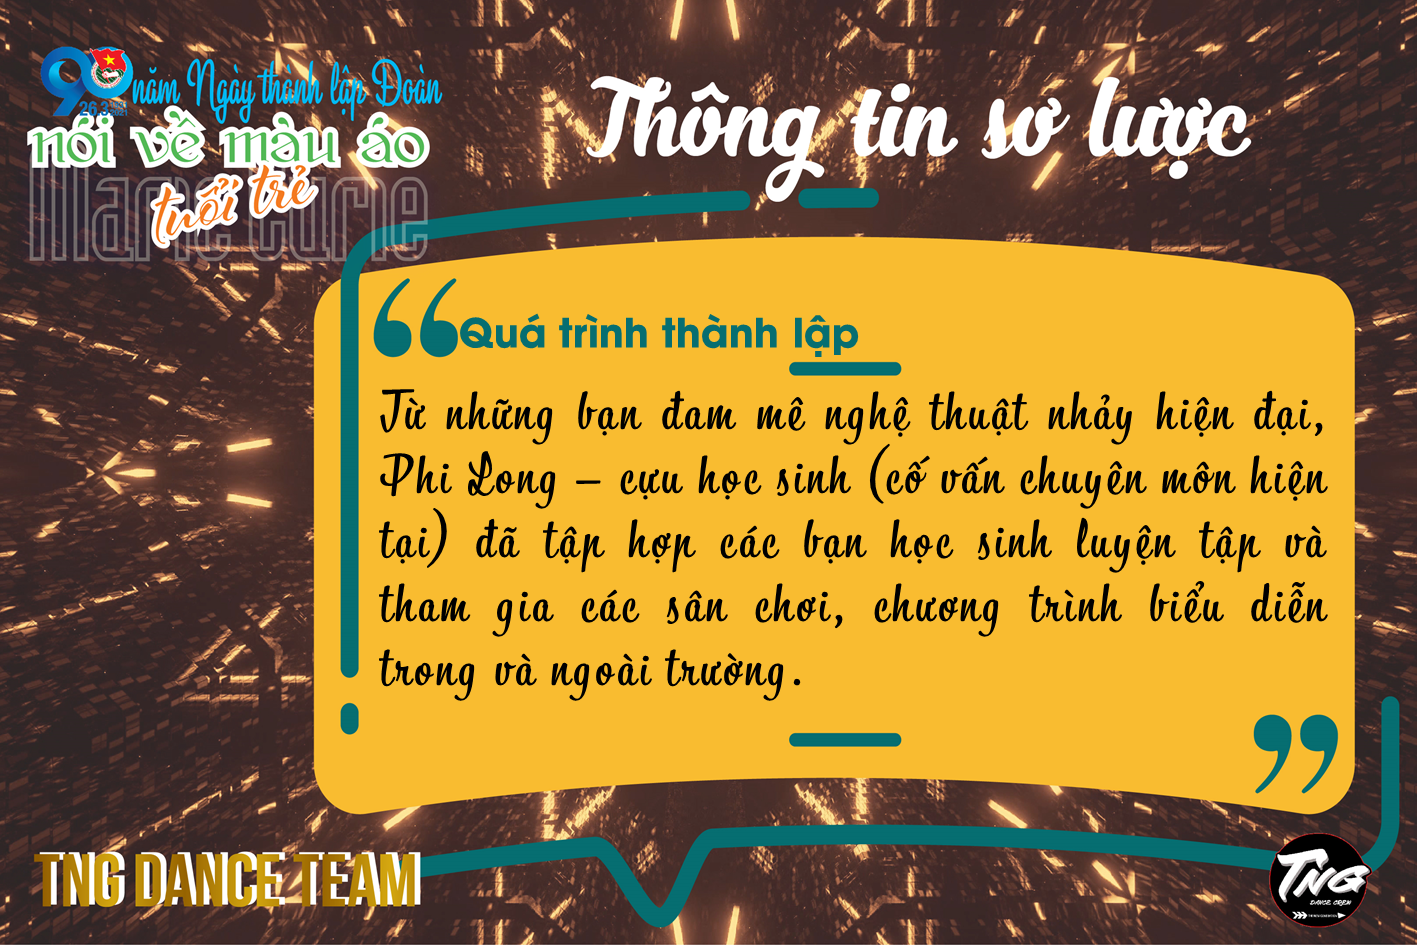 90 năm Ngày thành lập Đoàn
26.3
nói về màu áo
tuổi trẻ
Marie Curie
Thông tin sơ lược
“Quá trình thành lập
Từ những bạn đam mê nghệ thuật nhảy hiện đại,
Phi Long – cựu học sinh (cố vấn chuyên môn hiện
tại) đã tập hợp các bạn học sinh luyện tập và
tham gia các sân chơi, chương trình biểu diễn
trong và ngoài trường.
”
TNG DANCE TEAM
TNG
DANCE CREW